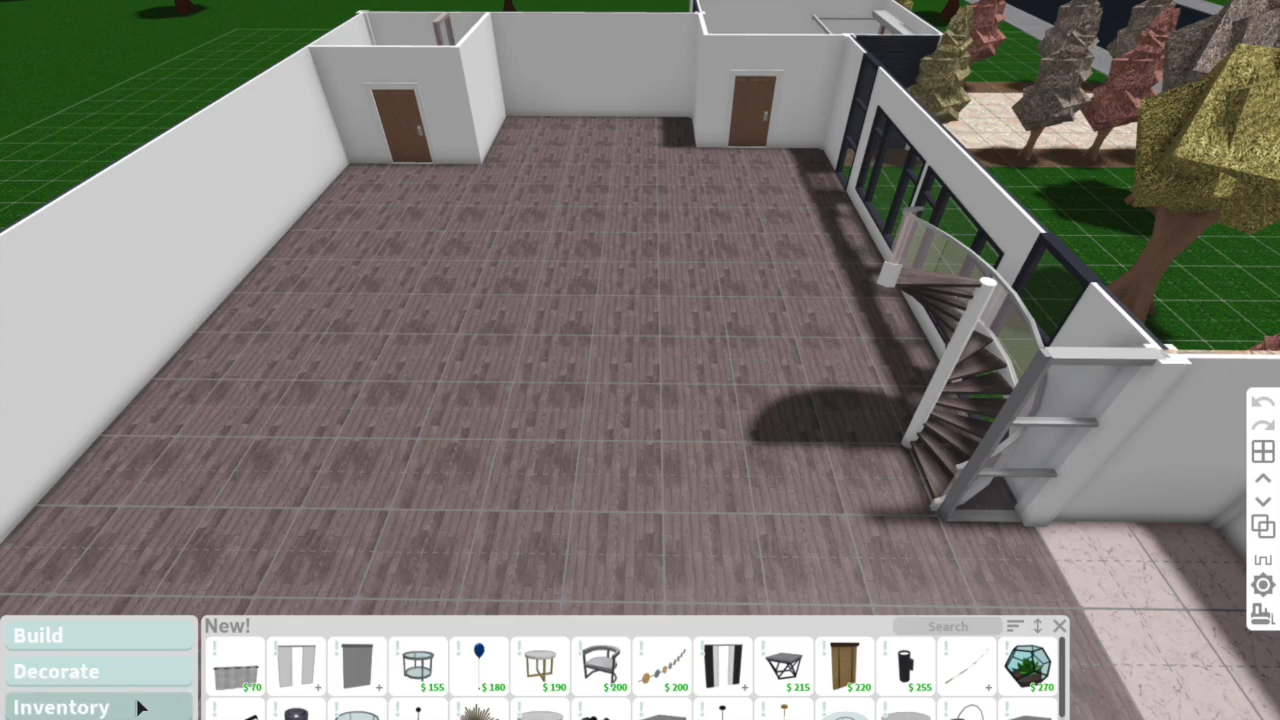 Build
Decorate
Inventory
New!
Search
$70
$ 155
$ 180
$ 190
$ 200
$ 200
$ 215
$ 220
$ 255
$ 270